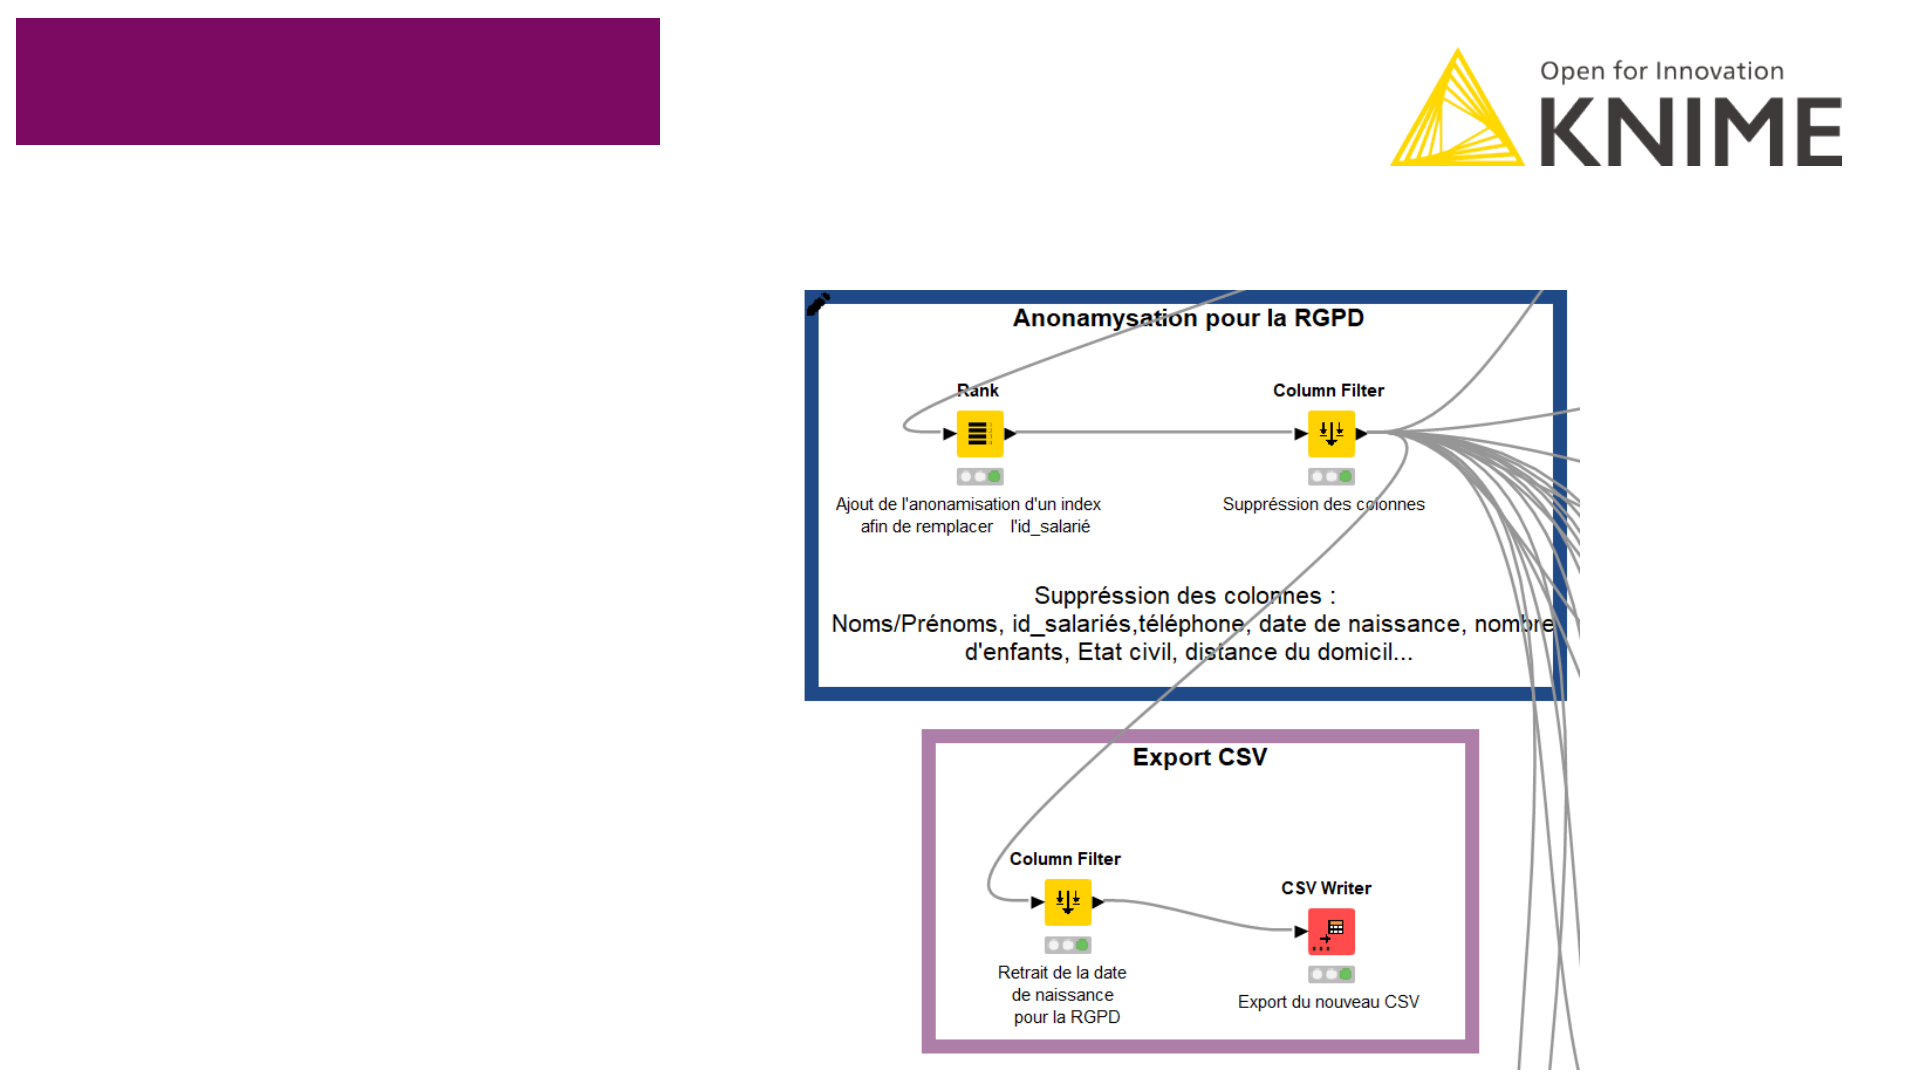 Open for Innovation
KNIME
Anonamysation pour la RGPD
Rank
Column Filter
Ajout de l'anonamisation d'un index
afin de remplacer l'id_salarié
Suppréssion des colonnes
Suppréssion des colonnes :
Noms/Prénoms, id_salariés,téléphone, date de naissance, nombre
d'enfants, Etat civil, distance du domicil...
Export CSV
Column Filter
CSV Writer
Retrait de la date
de naissance
pour la RGPD
Export du nouveau CSV